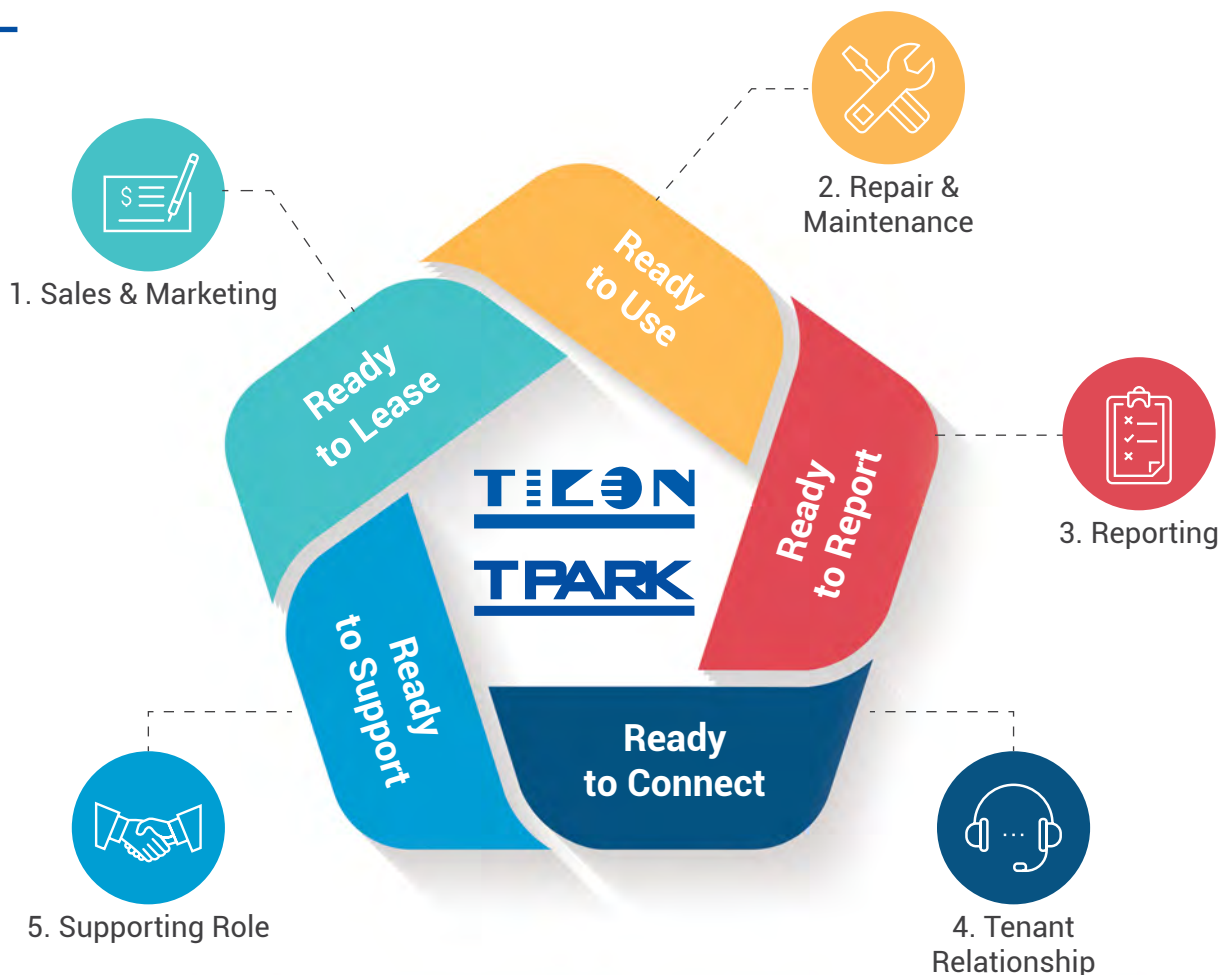 1. Sales & Marketing
2. Repair &
Maintenance
3. Reporting
4. Tenant
Relationship
5. Supporting Role
Ready
to Lease
Ready
to Use
Ready
to Report
Ready
to Connect
Ready
to Support
TICON
TPARK
$
...